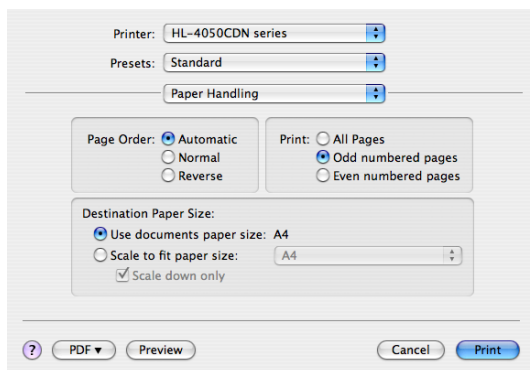 Printer: HL-4050CDN series
Presets: Standard
Paper Handling
Page Order: Automatic
Normal
Reverse
Print: All Pages
Odd numbered pages
Even numbered pages
Destination Paper Size:
Use documents paper size: A4
Scale to fit paper size: A4
Scale down only
? PDF ▼ Preview Cancel Print